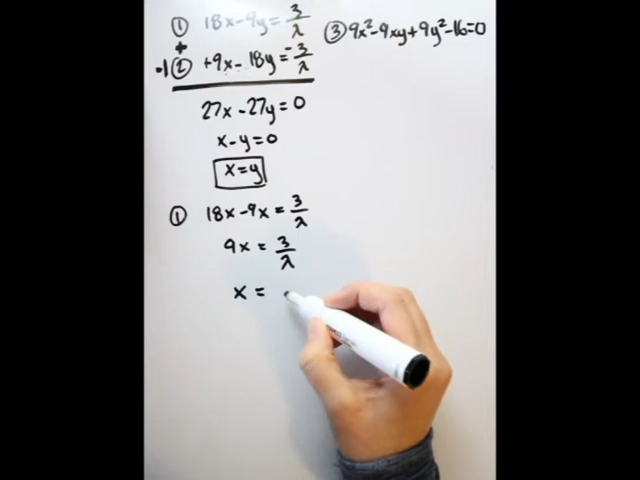 ① 18x-9y = 3/λ
+
-1② +9x - 18y = -3/λ
27x - 27y = 0
x - y = 0
x = y
① 18x - 9x = 3/λ
9x = 3/λ
x =
③ 9x² - 9xy + 9y² - 16 = 0